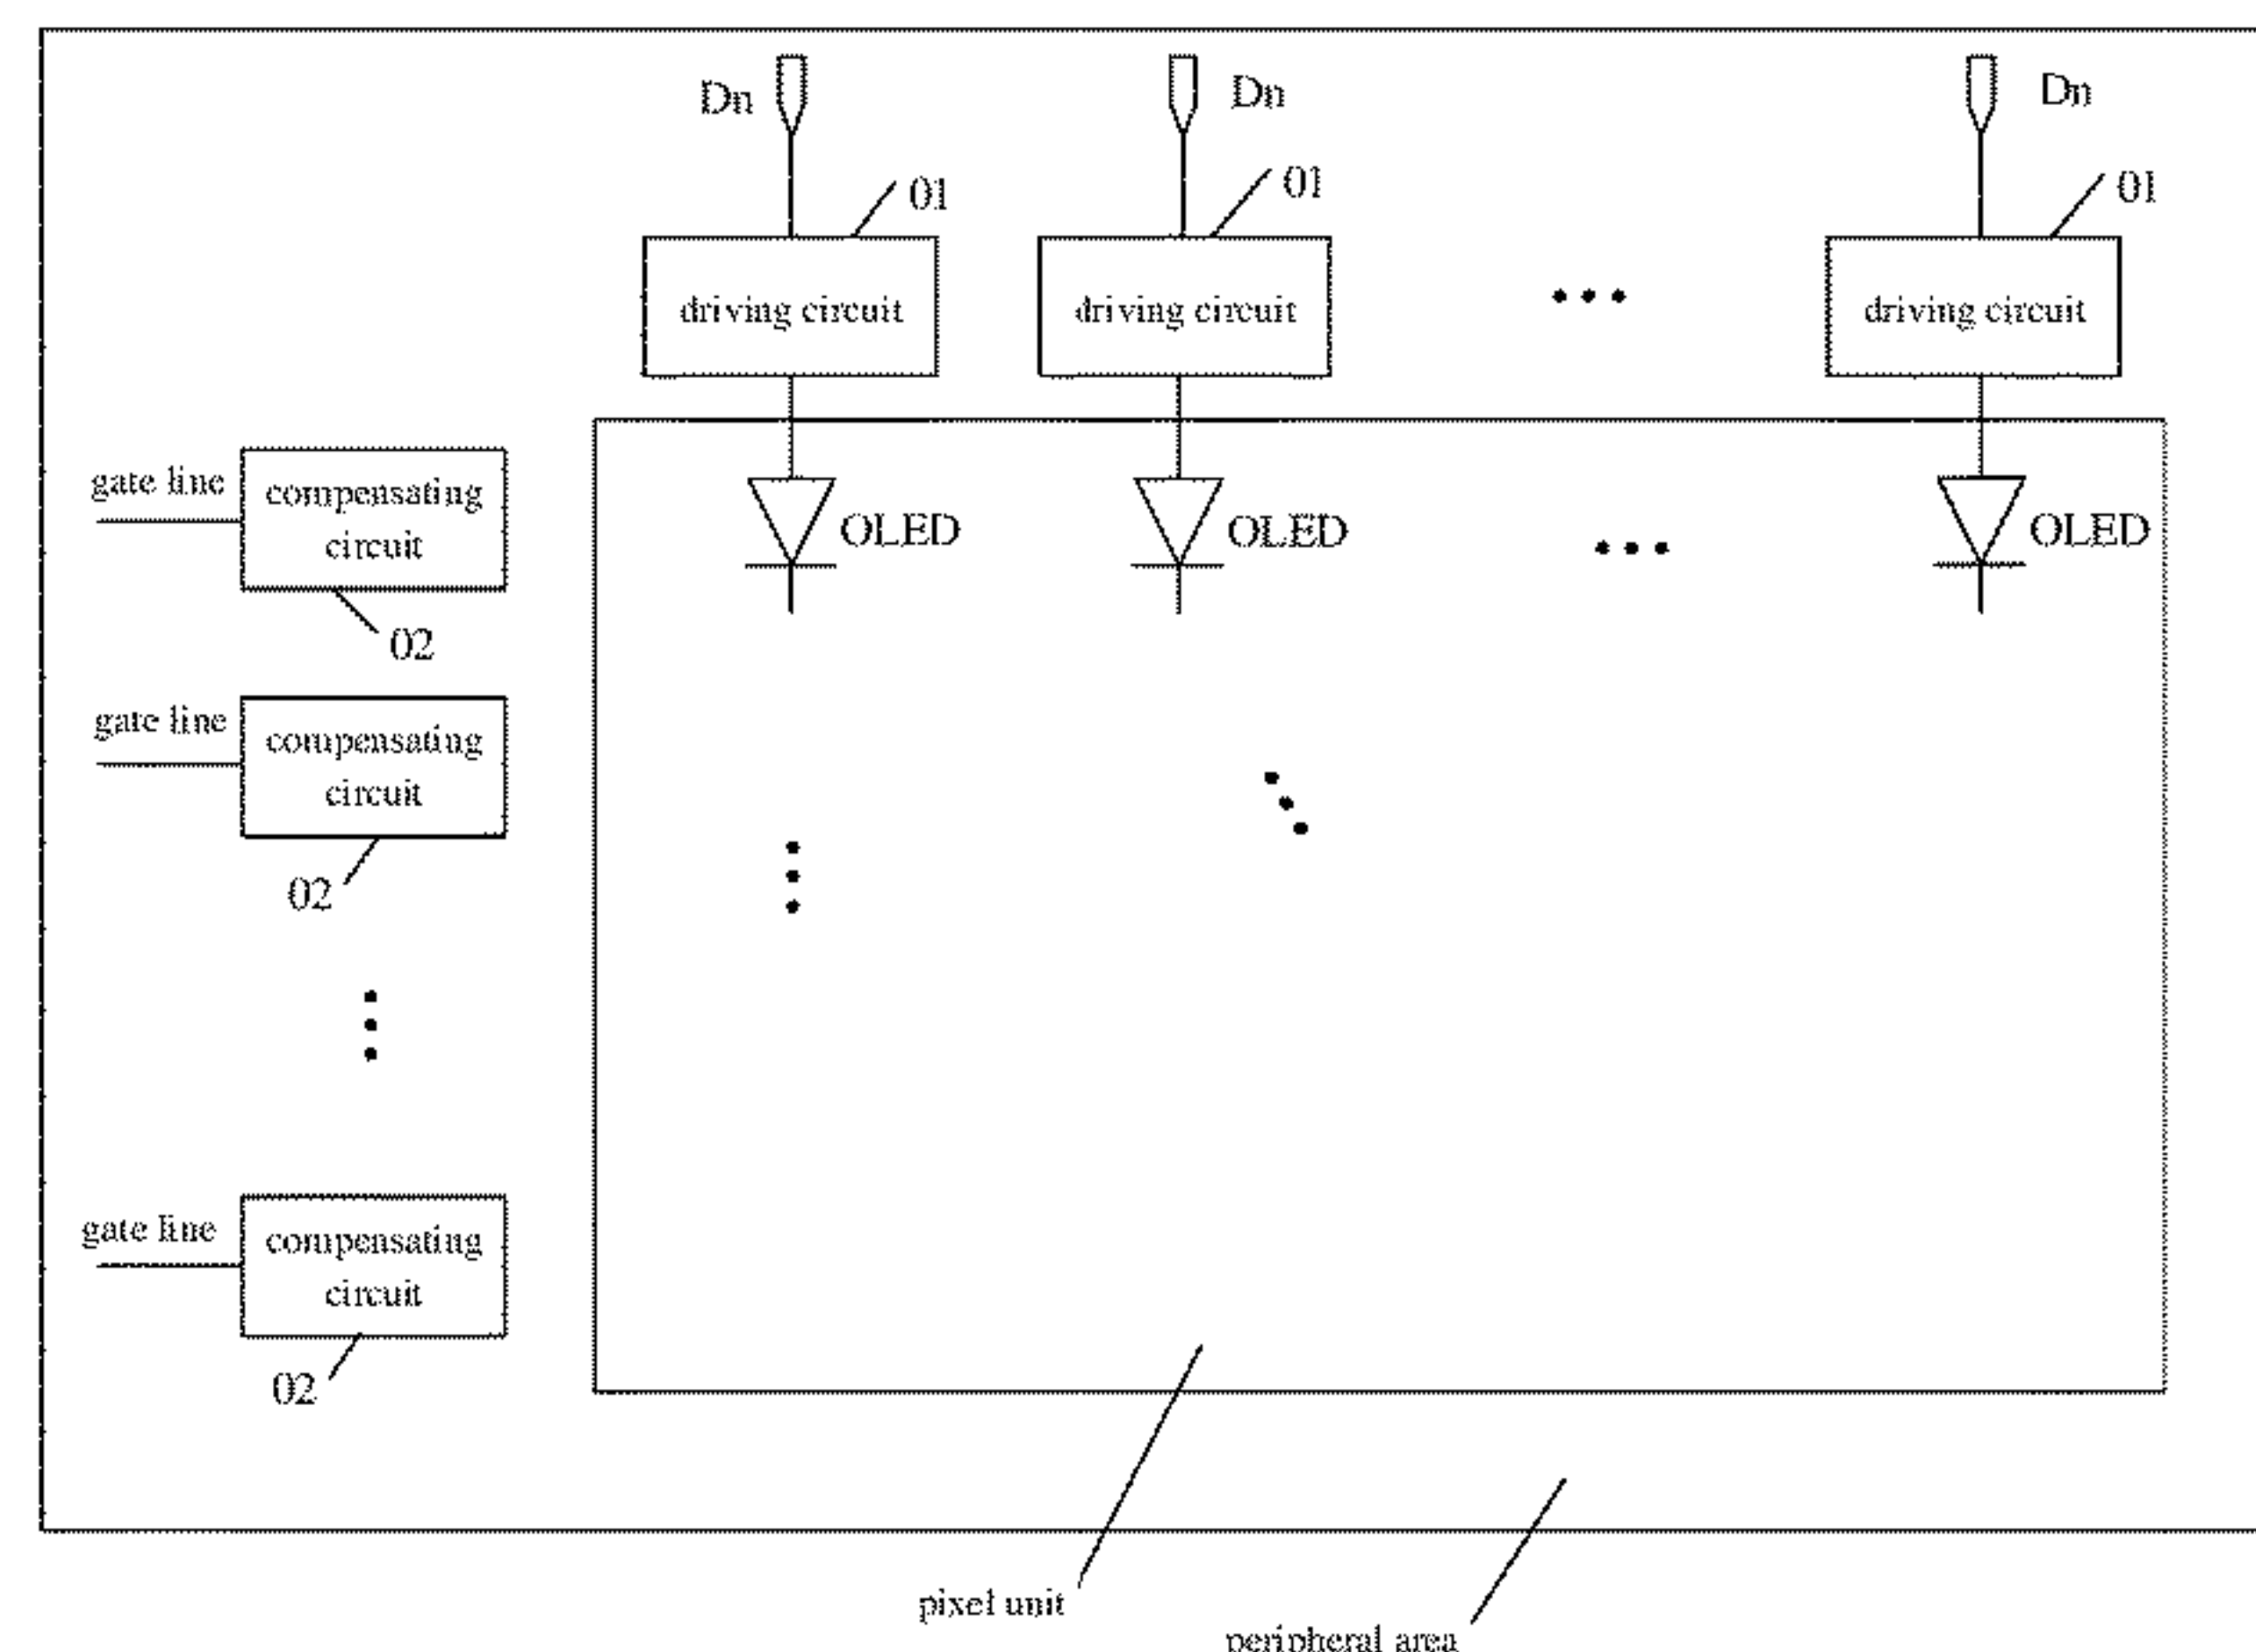 Dn
Dn
Dn
01
01
01
driving circuit
driving circuit
driving circuit
gate line
compensating
circuit
OLED
OLED
OLED
02
gate line
compensating
circuit
02
gate line
compensating
circuit
02
pixel unit
peripheral area